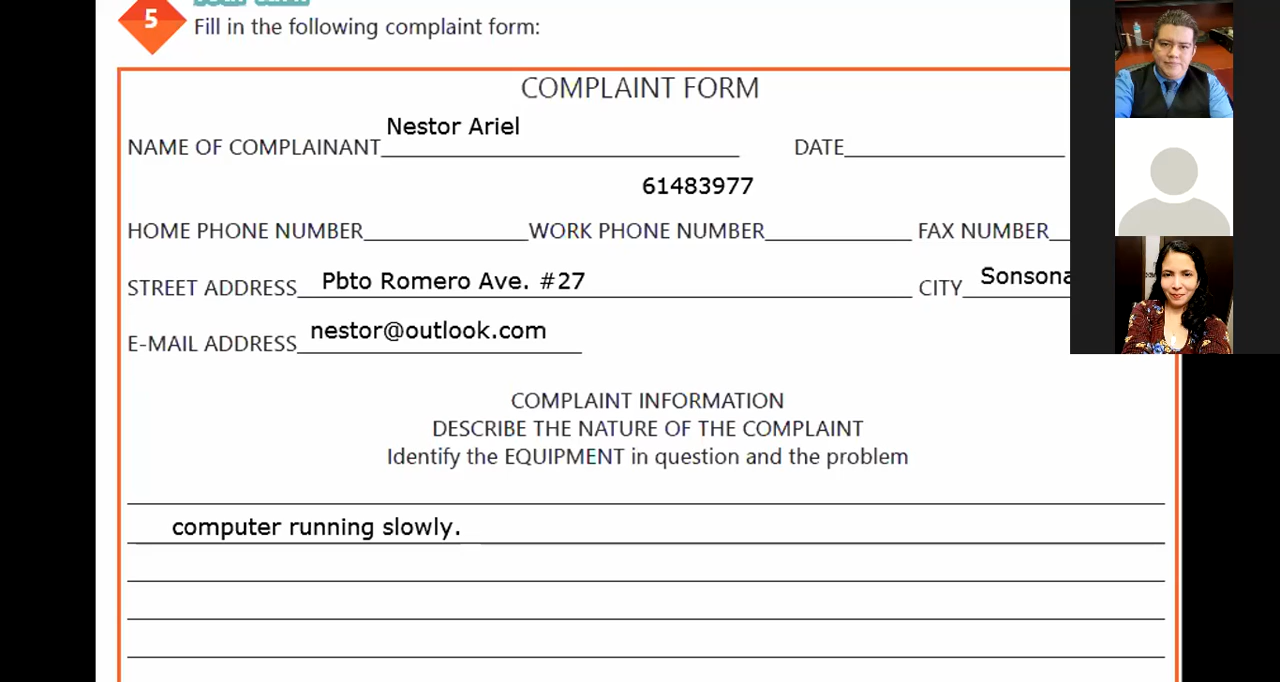 5
Fill in the following complaint form:
COMPLAINT FORM
NAME OF COMPLAINANT Nestor Ariel DATE
61483977
HOME PHONE NUMBER WORK PHONE NUMBER FAX NUMBER
STREET ADDRESS Pbto Romero Ave. #27 CITY Sonsona
E-MAIL ADDRESS nestor@outlook.com
COMPLAINT INFORMATION
DESCRIBE THE NATURE OF THE COMPLAINT
Identify the EQUIPMENT in question and the problem
computer running slowly.